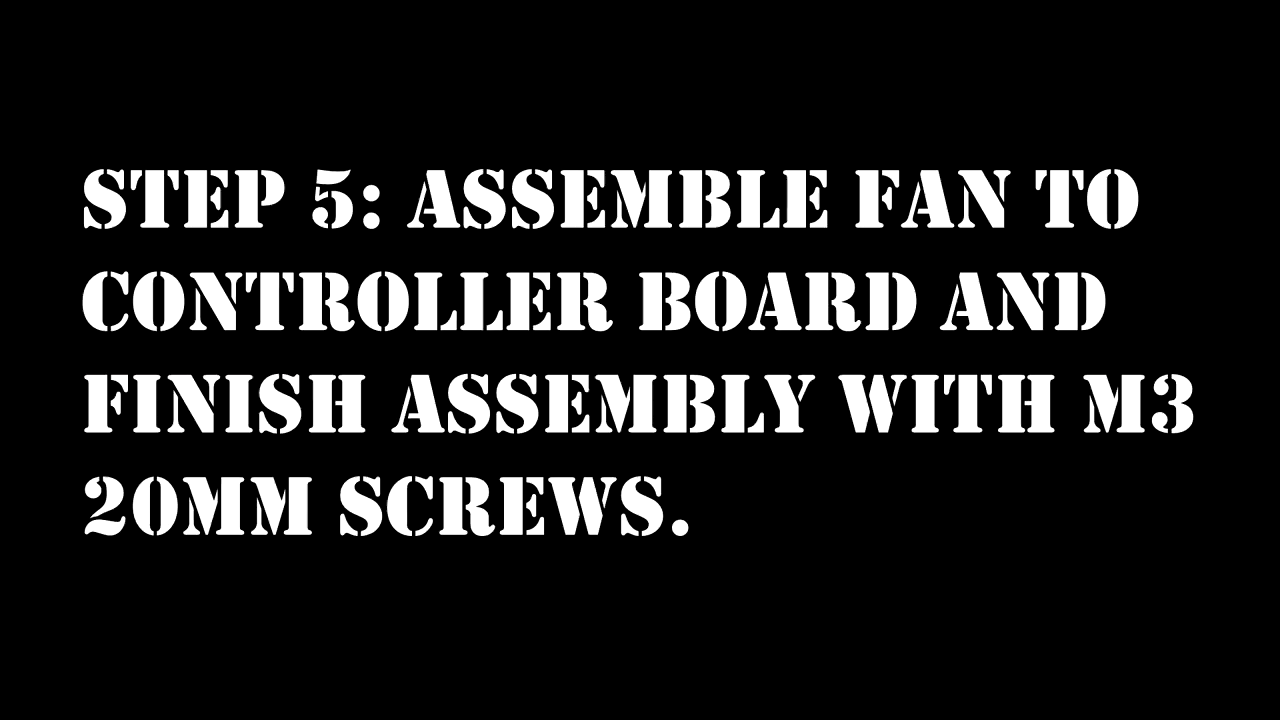 STEP 5: ASSEMBLE FAN TO
CONTROLLER BOARD AND
FINISH ASSEMBLY WITH M3
20MM SCREWS.